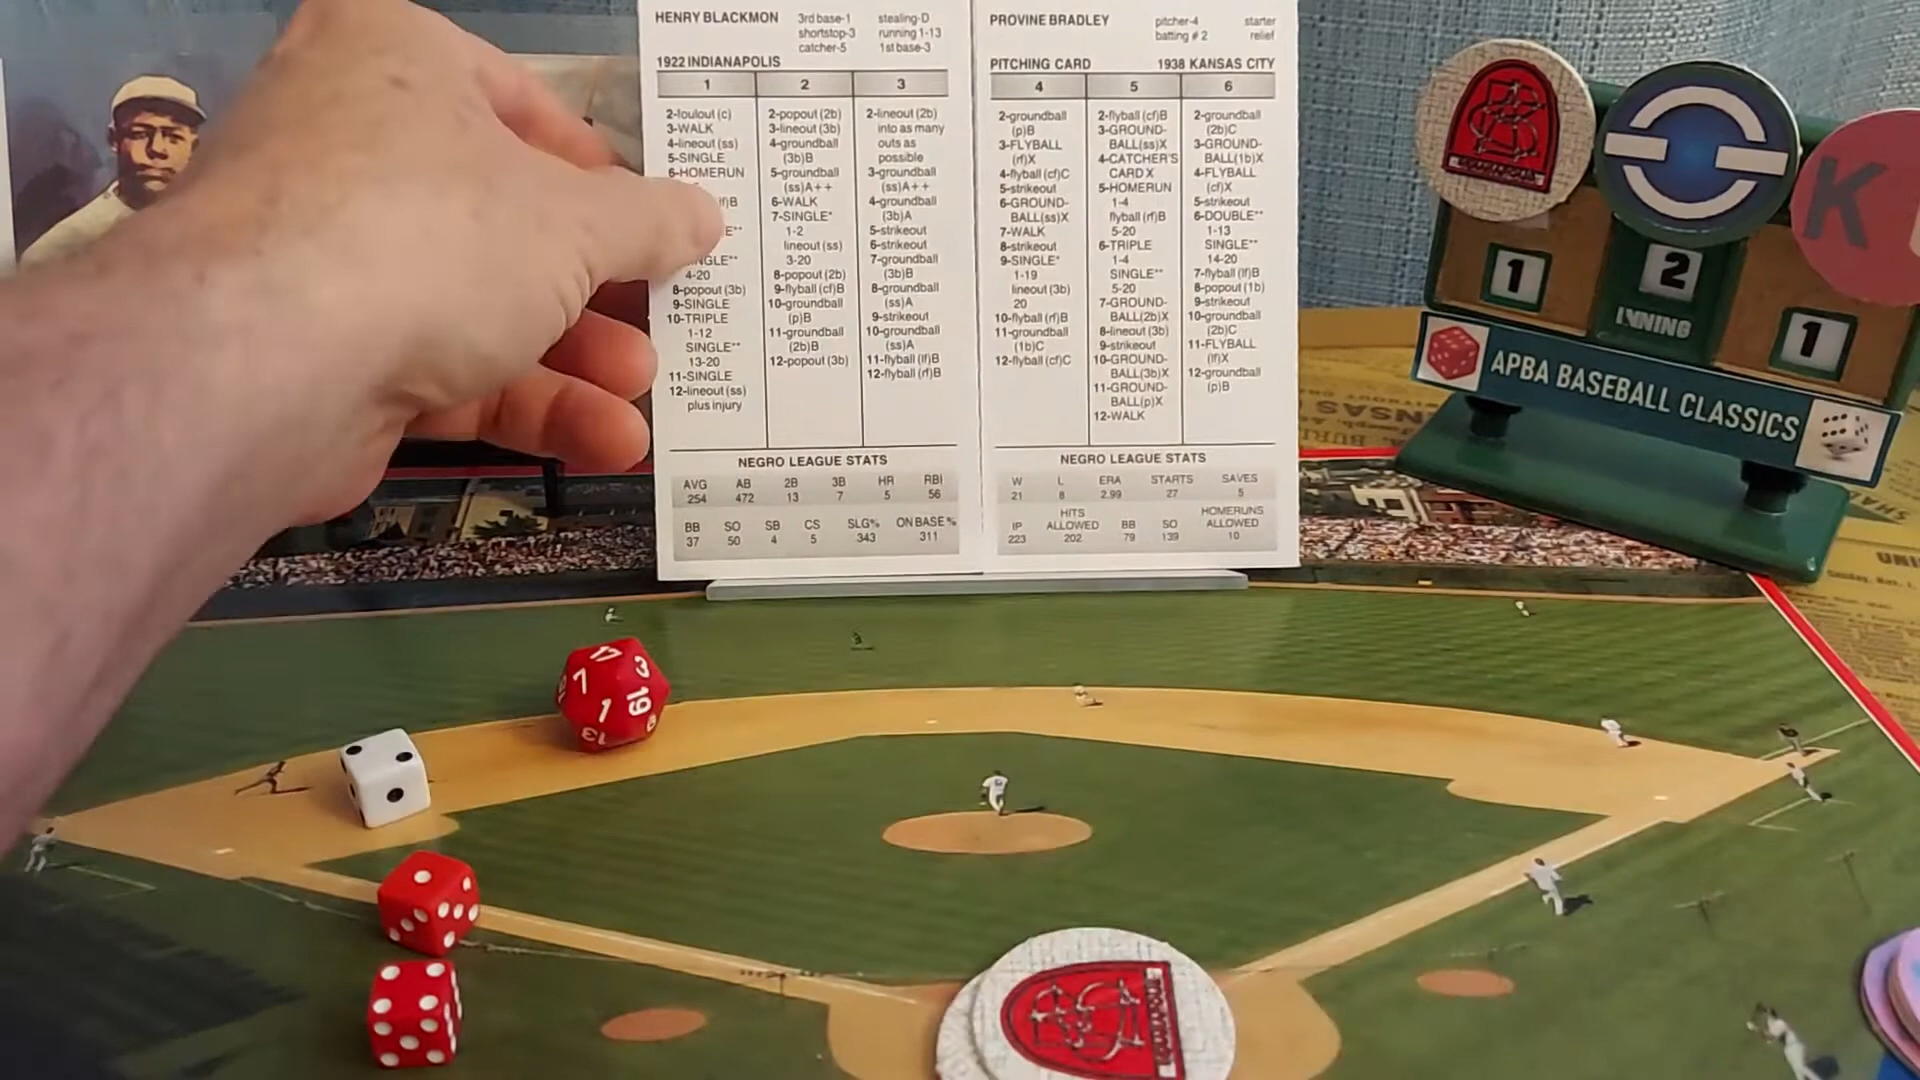 HENRY BLACKMON
3rd base-1
shortstop-3
catcher-5
stealing-D
running 1-13
1st base-3
1922 INDIANAPOLIS
1 2 3
2-foulout (c)
3-WALK
4-lineout (ss)
5-SINGLE
6-HOMERUN
lf)B
E**
NGLE**
4-20
8-popout (3b)
9-SINGLE
10-TRIPLE
1-12
SINGLE**
13-20
11-SINGLE
12-lineout (ss)
plus injury
2-popout (2b)
3-lineout (3b)
4-groundball
(3b)B
5-groundball
(ss)A++
6-WALK
7-SINGLE*
1-2
lineout (ss)
3-20
8-popout (2b)
9-flyball (cf)B
10-groundball
(p)B
11-groundball
(2b)B
12-popout (3b)
2-lineout (2b)
into as many
outs as
possible
3-groundball
(ss)A++
4-groundball
(3b)A
5-strikeout
6-strikeout
7-groundball
(3b)B
8-groundball
(ss)A
9-strikeout
10-groundball
(ss)A
11-flyball (lf)B
12-flyball (rf)B
NEGRO LEAGUE STATS
AVG AB 2B 3B HR RBI
254 472 13 7 5 56
BB SO SB CS SLG% ON BASE%
37 50 4 5 343 311
PROVINE BRADLEY
pitcher-4
batting # 2
starter
relief
PITCHING CARD 1938 KANSAS CITY
4 5 6
2-groundball
(p)B
3-FLYBALL
(rf)X
4-flyball (cf)C
5-strikeout
6-GROUND-
BALL(ss)X
7-WALK
8-strikeout
9-SINGLE*
1-19
lineout (3b)
20
10-flyball (rf)B
11-groundball
(1b)C
12-flyball (cf)C
2-flyball (cf)B
3-GROUND-
BALL(ss)X
4-CATCHER'S
CARD X
5-HOMERUN
1-4
flyball (rf)B
5-20
6-TRIPLE
1-4
SINGLE**
5-20
7-GROUND-
BALL(2b)X
8-lineout (3b)
9-strikeout
10-GROUND-
BALL(3b)X
11-GROUND-
BALL(p)X
12-WALK
2-groundball
(2b)C
3-GROUND-
BALL(1b)X
4-FLYBALL
(cf)X
5-strikeout
6-DOUBLE**
1-13
SINGLE**
14-20
7-flyball (lf)B
8-popout (1b)
9-strikeout
10-groundball
(2b)C
11-FLYBALL
(lf)X
12-groundball
(p)B
NEGRO LEAGUE STATS
W L ERA STARTS SAVES
21 8 2.99 27 5
IP HITS ALLOWED BB SO HOMERUNS ALLOWED
223 202 79 139 10
K
1
2
INNING
1
APBA BASEBALL CLASSICS
17
7
3
19
1
13